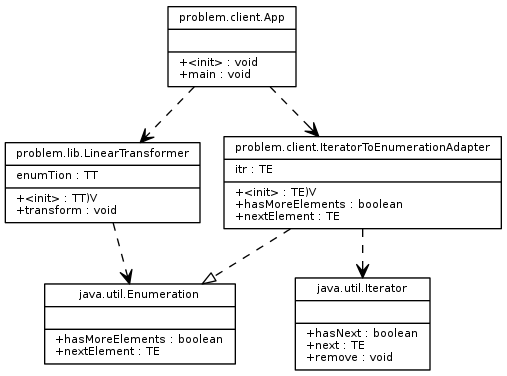 problem.client.App
+<init> : void
+main : void
problem.lib.LinearTransformer
enumTion : TT
+<init> : TT)V
+transform : void
problem.client.IteratorToEnumerationAdapter
itr : TE
+<init> : TE)V
+hasMoreElements : boolean
+nextElement : TE
java.util.Enumeration
+hasMoreElements : boolean
+nextElement : TE
java.util.Iterator
+hasNext : boolean
+next : TE
+remove : void